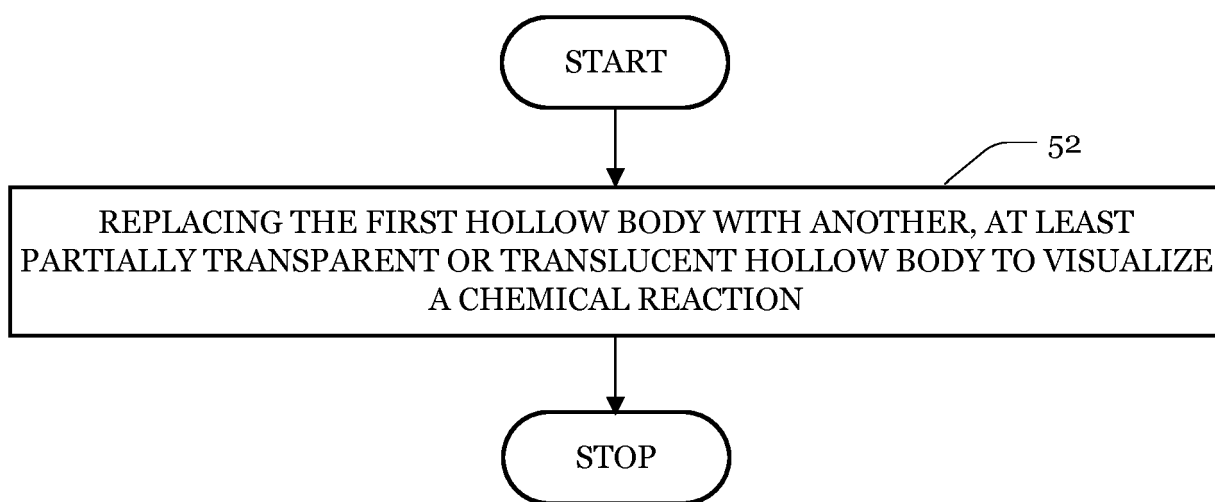 START
52
REPLACING THE FIRST HOLLOW BODY WITH ANOTHER, AT LEAST
PARTIALLY TRANSPARENT OR TRANSLUCENT HOLLOW BODY TO VISUALIZE
A CHEMICAL REACTION
STOP